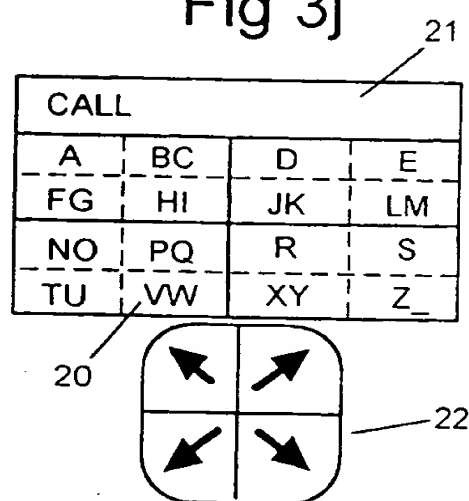 Fig 3j
21
CALL
A BC D E
FG HI JK LM
NO PQ R S
TU VW XY Z_
20
22